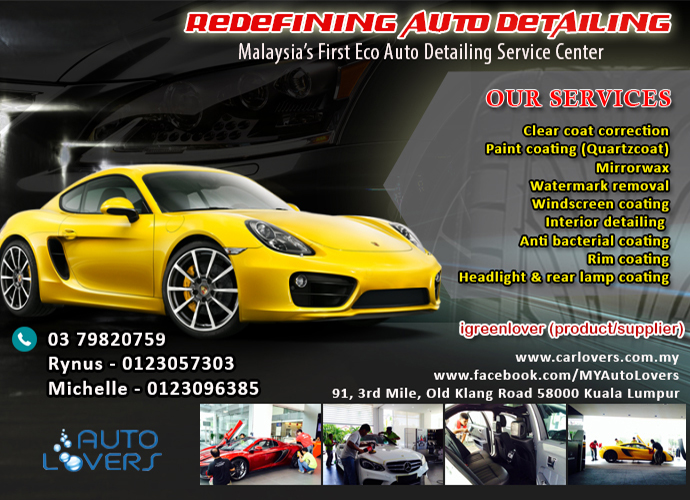 Redefining Auto Detailing
Malaysia's First Eco Auto Detailing Service Center
OUR SERVICES
Clear coat correction
Paint coating (Quartzcoat)
Mirrorwax
Watermark removal
Windscreen coating
Interior detailing
Anti bacterial coating
Rim coating
Headlight & rear lamp coating
igreenlover (product/supplier)
03 79820759
Rynus - 0123057303
Michelle - 0123096385
www.carlovers.com.my
www.facebook.com/MYAutoLovers
91, 3rd Mile, Old Klang Road 58000 Kuala Lumpur
AUTO
LOVERS